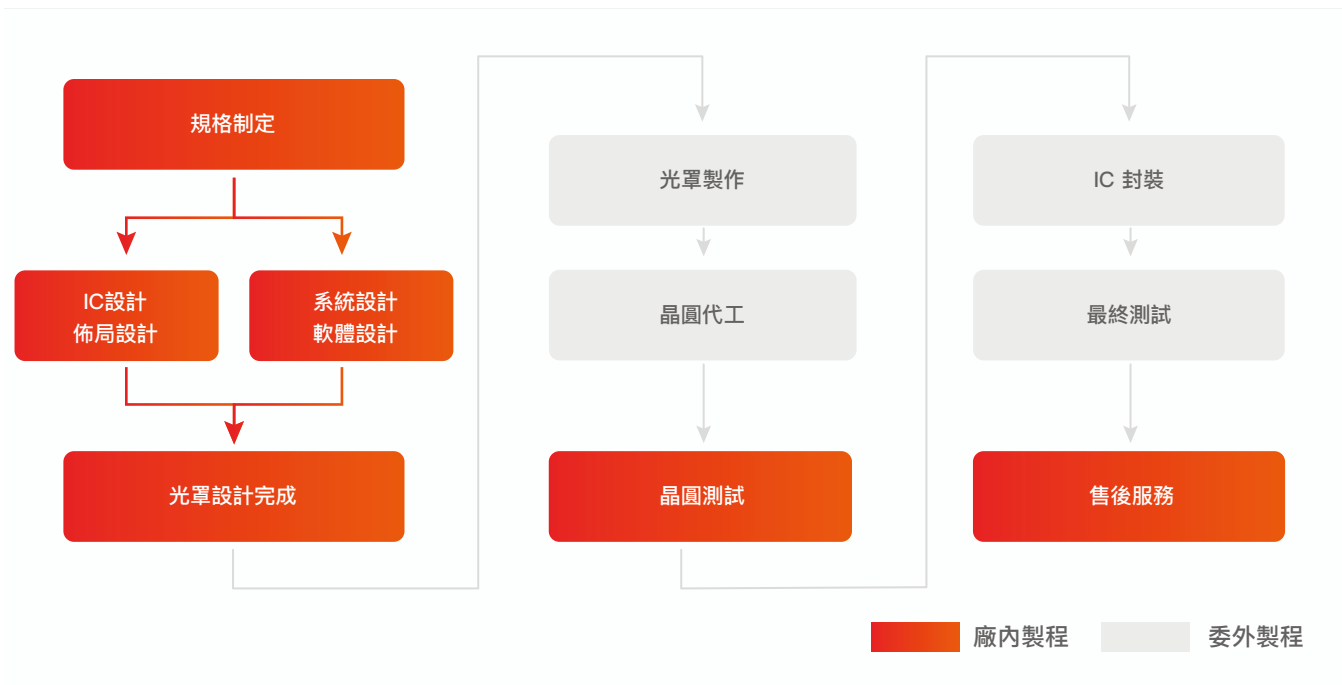 規格制定
IC設計
佈局設計
系統設計
軟體設計
光罩設計完成
光罩製作
晶圓代工
晶圓測試
IC 封裝
最終測試
售後服務
廠內製程
委外製程